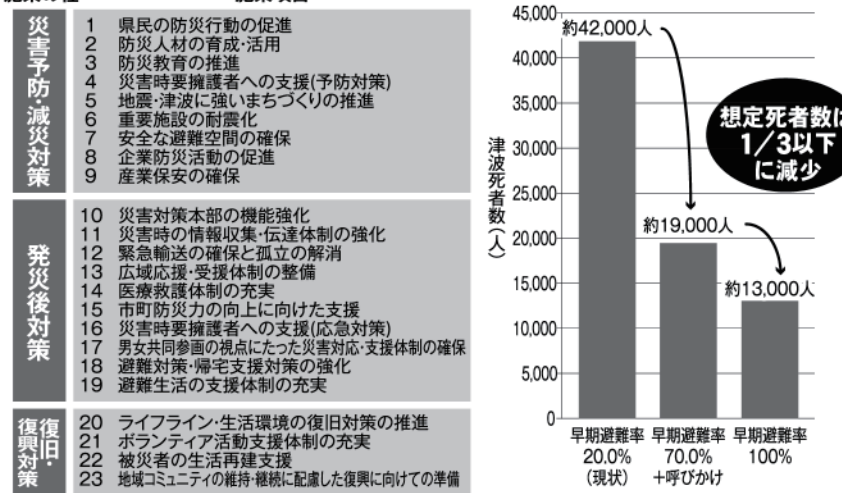 災害予防・減災対策
1 県民の防災行動の促進
2 防災人材の育成・活用
3 防災教育の推進
4 災害時要擁護者への支援(予防対策)
5 地震・津波に強いまちづくりの推進
6 重要施設の耐震化
7 安全な避難空間の確保
8 企業防災活動の促進
9 産業保安の確保
発災後対策
10 災害対策本部の機能強化
11 災害時の情報収集・伝達体制の強化
12 緊急輸送の確保と孤立の解消
13 広域応援・受援体制の整備
14 医療救護体制の充実
15 市町防災力の向上に向けた支援
16 災害時要擁護者への支援(応急対策)
17 男女共同参画の視点にたった災害対応・支援体制の確保
18 避難対策・帰宅支援対策の強化
19 避難生活の支援体制の充実
復旧・
復興対策
20 ライフライン・生活環境の復旧対策の推進
21 ボランティア活動支援体制の充実
22 被災者の生活再建支援
23 地域コミュニティの維持・継続に配慮した復興に向けての準備
津波死者数(人)
45,000
40,000
35,000
30,000
25,000
20,000
15,000
10,000
5,000
0
約42,000人
約19,000人
約13,000人
想定死者数は
1/3以下
に減少
早期避難率
20.0%
(現状)
早期避難率
70.0%
+呼びかけ
早期避難率
100%